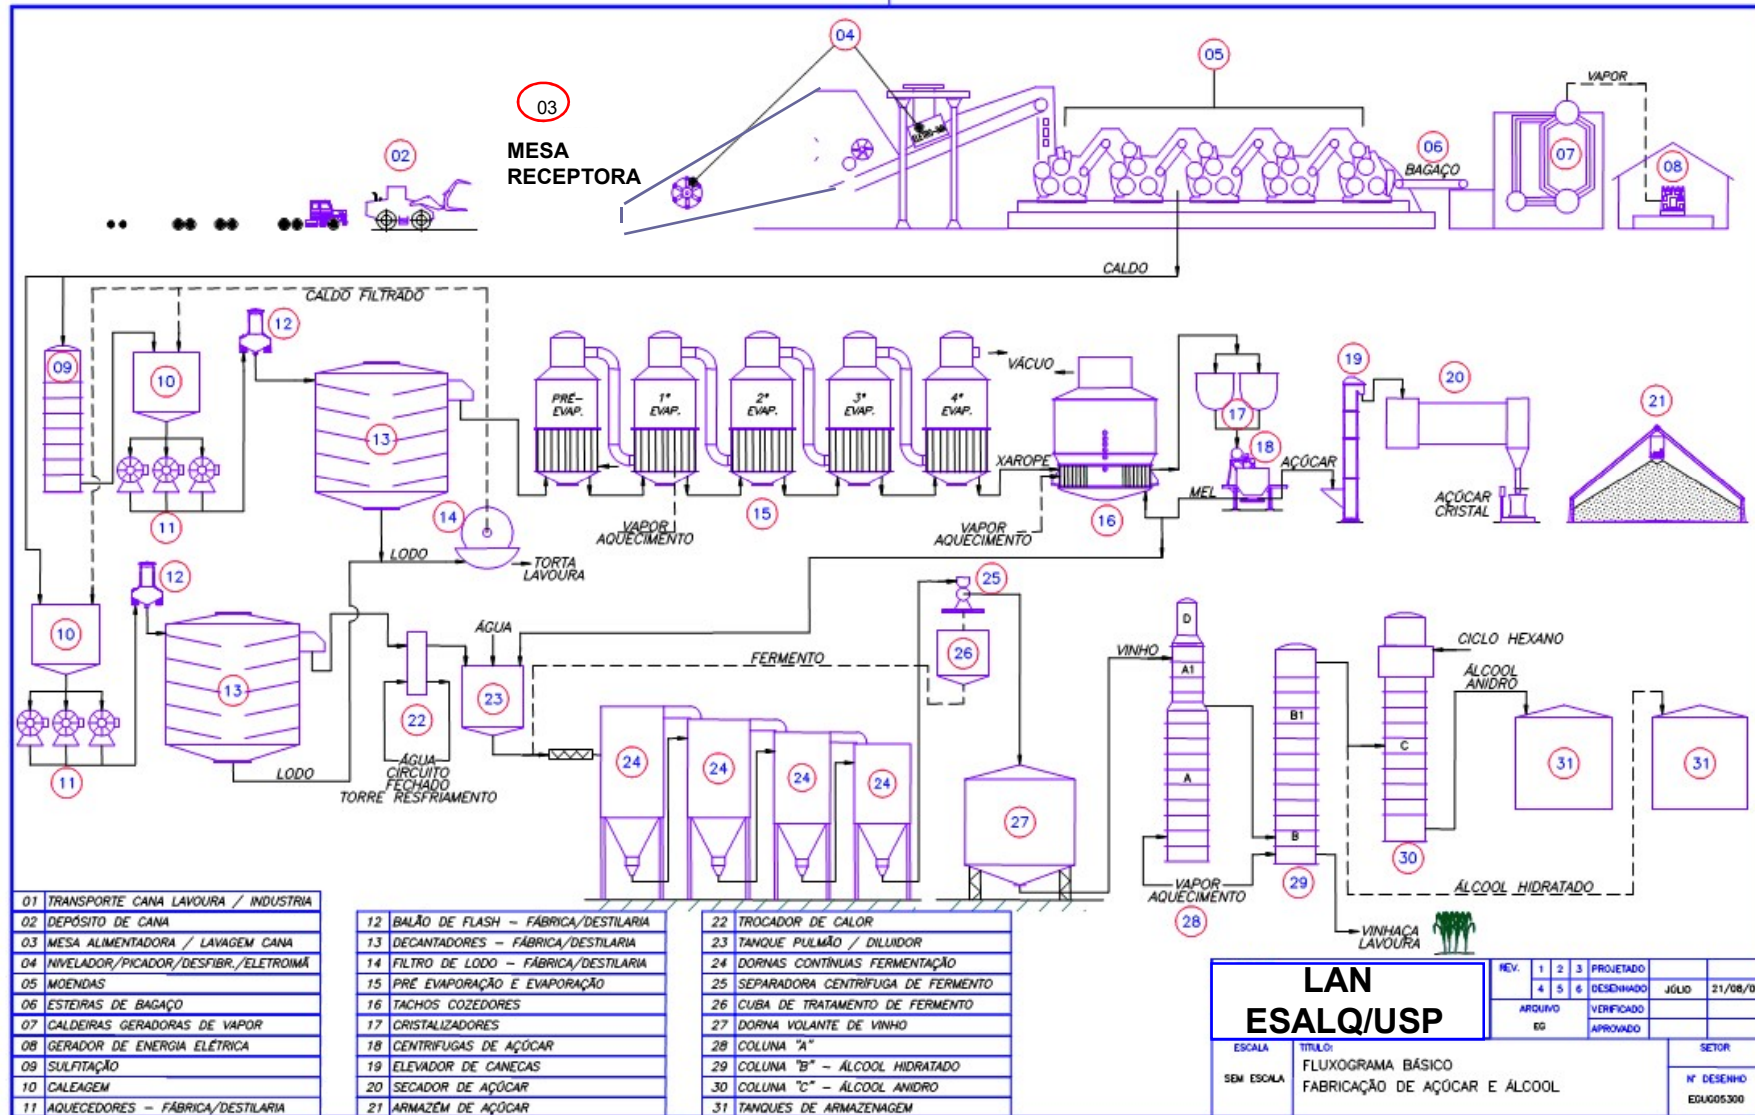 04
05
03
MESA
RECEPTORA
02
06
BAGAÇO
VAPOR
07
08
CALDO
CALDO FILTRADO
12
09
10
13
11
14
LODO
TORTA
LAVOURA
PRÉ-
EVAP.
1ª
EVAP.
2ª
EVAP.
3ª
EVAP.
4ª
EVAP.
VÁCUO
XAROPE
VAPOR
AQUECIMENTO
15
VAPOR
AQUECIMENTO
16
17
18
MEL
AÇÚCAR
19
20
AÇÚCAR
CRISTAL
21
12
10
13
11
LODO
22
ÁGUA
CIRCUITO
FECHADO
TORRE RESFRIAMENTO
ÁGUA
23
FERMENTO
24
24
24
24
25
26
27
VINHO
D
A1
A
VAPOR
AQUECIMENTO
28
B1
B
29
VINHAÇA
LAVOURA
CICLO HEXANO
C
30
ÁLCOOL
ANIDRO
ÁLCOOL HIDRATADO
31
31
01 TRANSPORTE CANA LAVOURA / INDUSTRIA
02 DEPÓSITO DE CANA
03 MESA ALIMENTADORA / LAVAGEM CANA
04 NIVELADOR/PICADOR/DESFIBR./ELETROIMÃ
05 MOENDAS
06 ESTEIRAS DE BAGAÇO
07 CALDEIRAS GERADORAS DE VAPOR
08 GERADOR DE ENERGIA ELÉTRICA
09 SULFITAÇÃO
10 CALEAGEM
11 AQUECEDORES - FÁBRICA/DESTILARIA
12 BALÃO DE FLASH - FÁBRICA/DESTILARIA
13 DECANTADORES - FÁBRICA/DESTILARIA
14 FILTRO DE LODO - FÁBRICA/DESTILARIA
15 PRÉ EVAPORAÇÃO E EVAPORAÇÃO
16 TACHOS COZEDORES
17 CRISTALIZADORES
18 CENTRIFUGAS DE AÇÚCAR
19 ELEVADOR DE CANECAS
20 SECADOR DE AÇÚCAR
21 ARMAZÉM DE AÇÚCAR
22 TROCADOR DE CALOR
23 TANQUE PULMÃO / DILUIDOR
24 DORNAS CONTÍNUAS FERMENTAÇÃO
25 SEPARADORA CENTRÍFUGA DE FERMENTO
26 CUBA DE TRATAMENTO DE FERMENTO
27 DORNA VOLANTE DE VINHO
28 COLUNA "A"
29 COLUNA "B" - ÁLCOOL HIDRATADO
30 COLUNA "C" - ÁLCOOL ANIDRO
31 TANQUES DE ARMAZENAGEM
LAN
ESALQ/USP
REV. 1 2 3 PROJETADO
4 5 6 DESENHADO JÚLIO 21/08/0
ARQUIVO VERIFICADO
EG APROVADO
ESCALA
SEM ESCALA
TITULO:
FLUXOGRAMA BÁSICO
FABRICAÇÃO DE AÇÚCAR E ÁLCOOL
SETOR
Nº DESENHO
EGUG05300